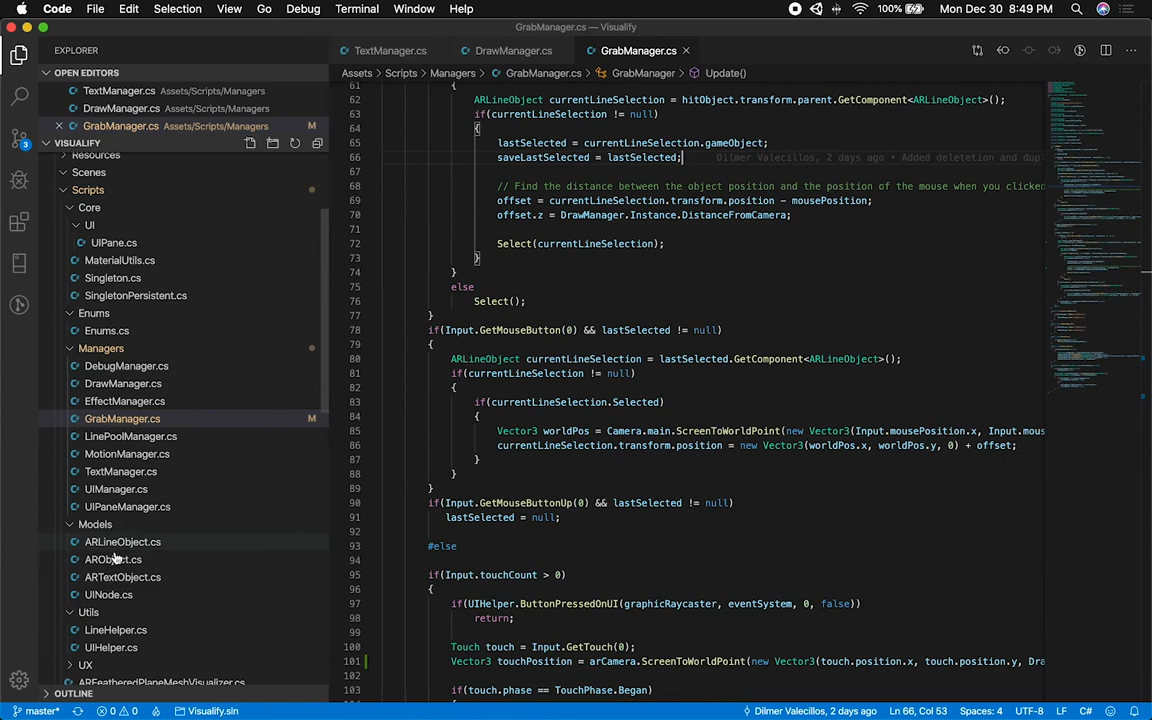 Code File Edit Selection View Go Debug Terminal Window Help 100% Mon Dec 30 8:49 PM
GrabManager.cs — Visualify
EXPLORER
TextManager.cs DrawManager.cs GrabManager.cs
OPEN EDITORS
TextManager.cs Assets/Scripts/Managers
DrawManager.cs Assets/Scripts/Managers
GrabManager.cs Assets/Scripts/Managers M
Assets > Scripts > Managers > GrabManager.cs > GrabManager > Update()
VISUALIFY
3
Resources
Scenes
Scripts
Core
UI
UIPane.cs
MaterialUtils.cs
Singleton.cs
SingletonPersistent.cs
Enums
Enums.cs
Managers
DebugManager.cs
DrawManager.cs
EffectManager.cs
GrabManager.cs M
LinePoolManager.cs
MotionManager.cs
TextManager.cs
UIManager.cs
UIPaneManager.cs
Models
ARLineObject.cs
ARObject.cs
ARTextObject.cs
UINode.cs
Utils
LineHelper.cs
UIHelper.cs
UX
ARFeatheredPlaneMeshVisualizer.cs
OUTLINE
61 {
62 ARLineObject currentLineSelection = hitObject.transform.parent.GetComponent<ARLineObject>();
63 if(currentLineSelection != null)
64 {
65 lastSelected = currentLineSelection.gameObject;
66 saveLastSelected = lastSelected; Dilmer Valecillos, 2 days ago • Added deletetion and dup
67
68 // Find the distance between the object position and the position of the mouse when you clicked
69 offset = currentLineSelection.transform.position - mousePosition;
70 offset.z = DrawManager.Instance.DistanceFromCamera;
71
72 Select(currentLineSelection);
73 }
74 }
75 else
76 Select();
77 }
78 if(Input.GetMouseButton(0) && lastSelected != null)
79 {
80 ARLineObject currentLineSelection = lastSelected.GetComponent<ARLineObject>();
81 if(currentLineSelection != null)
82 {
83 if(currentLineSelection.Selected)
84 {
85 Vector3 worldPos = Camera.main.ScreenToWorldPoint(new Vector3(Input.mousePosition.x, Input.mous
86 currentLineSelection.transform.position = new Vector3(worldPos.x, worldPos.y, 0) + offset;
87 }
88 }
89 }
90 if(Input.GetMouseButtonUp(0) && lastSelected != null)
91 lastSelected = null;
92
93 #else
94
95 if(Input.touchCount > 0)
96 {
97 if(UIHelper.ButtonPressedOnUI(graphicRaycaster, eventSystem, 0, false))
98 return;
99
100 Touch touch = Input.GetTouch(0);
101 Vector3 touchPosition = arCamera.ScreenToWorldPoint(new Vector3(touch.position.x, touch.position.y, Dra
102
103 if(touch.phase == TouchPhase.Began)
master* 0 0 Visualify.sln Dilmer Valecillos, 2 days ago Ln 66, Col 53 Spaces: 4 UTF-8 LF C#